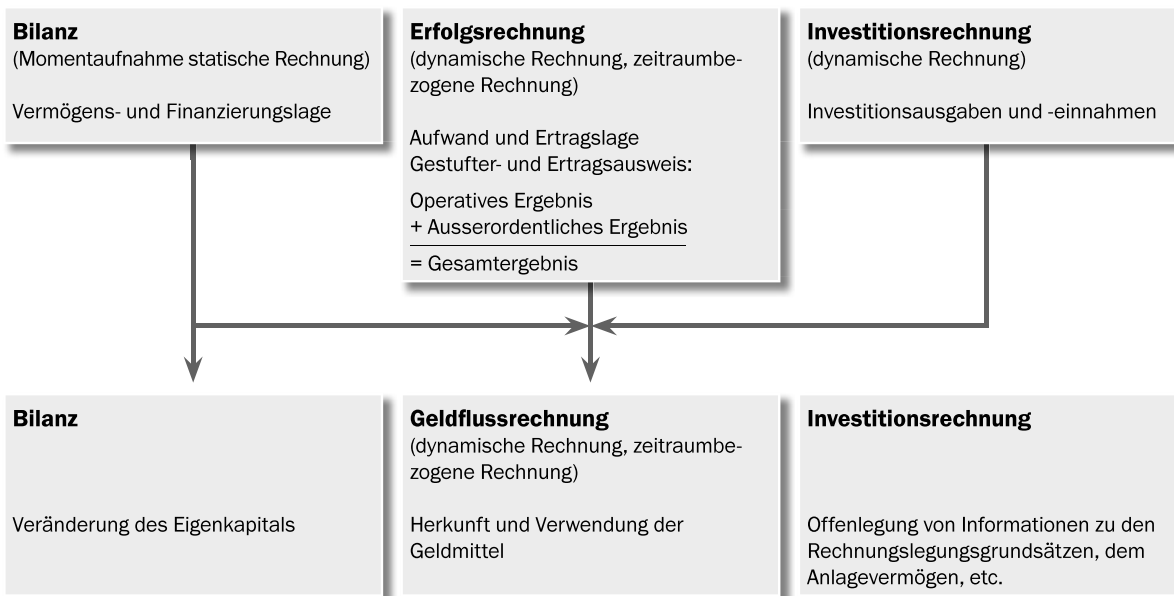 Bilanz
(Momentaufnahme statische Rechnung)
Vermögens- und Finanzierungslage
Erfolgsrechnung
(dynamische Rechnung, zeitraumbe-
zogene Rechnung)
Aufwand und Ertragslage
Gestufter- und Ertragsausweis:
Operatives Ergebnis
+ Ausserordentliches Ergebnis
= Gesamtergebnis
Investitionsrechnung
(dynamische Rechnung)
Investitionsausgaben und -einnahmen
Bilanz
Veränderung des Eigenkapitals
Geldflussrechnung
(dynamische Rechnung, zeitraumbe-
zogene Rechnung)
Herkunft und Verwendung der
Geldmittel
Investitionsrechnung
Offenlegung von Informationen zu den
Rechnungslegungsgrundsätzen, dem
Anlagevermögen, etc.